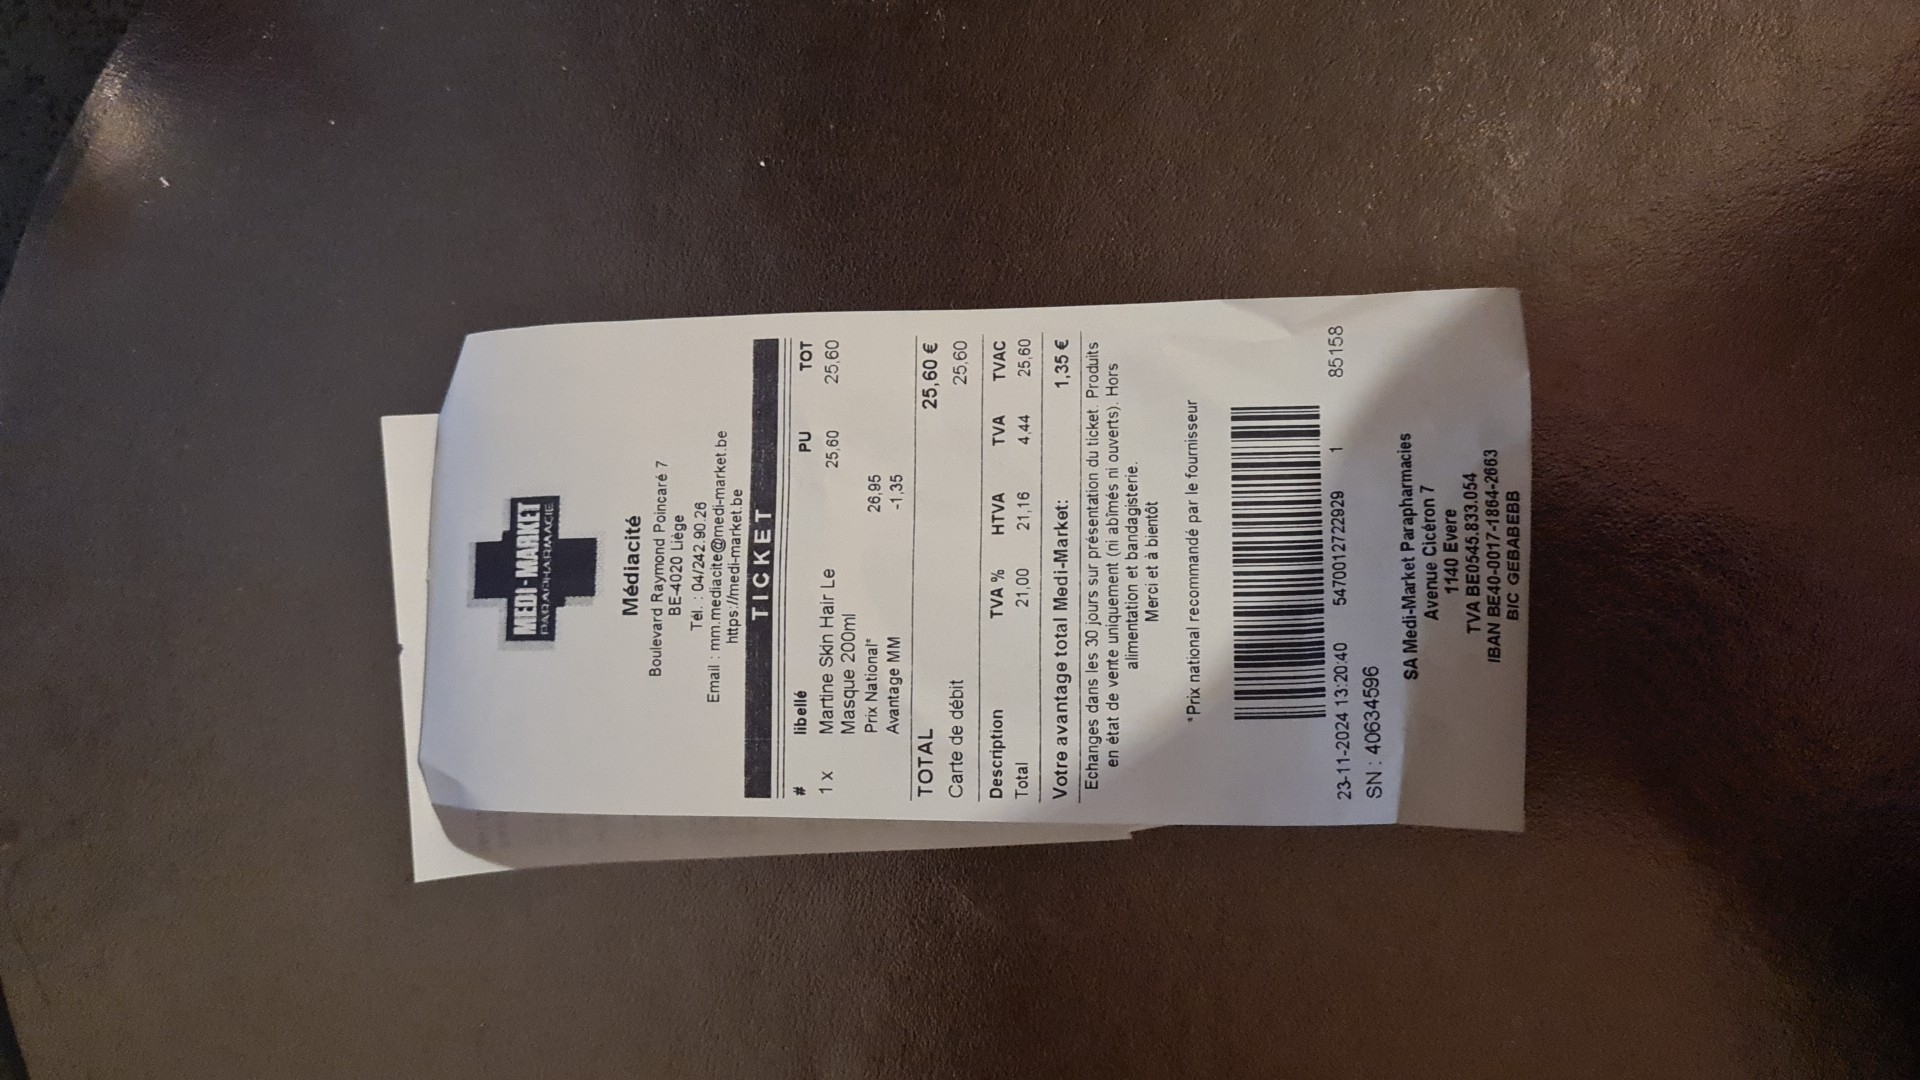 MEDI-MARKET
PARAPHARMACIE
Médiacité
Boulevard Raymond Poincaré 7
BE-4020 Liège
Tél. : 04/242.90.26
Email : mm.mediacite@medi-market.be
https://medi-market.be
TICKET
# libellé PU TOT
1 x Martine Skin Hair Le 25,60 25,60
Masque 200ml
Prix National* 26,95
Avantage MM -1,35
TOTAL 25,60 €
Carte de débit 25,60
Description TVA % HTVA TVA TVAC
Total 21,00 21,16 4,44 25,60
Votre avantage total Medi-Market: 1,35 €
Echanges dans les 30 jours sur présentation du ticket. Produits
en état de vente uniquement (ni abîmés ni ouverts). Hors
alimentation et bandagisterie.
Merci et à bientôt
*Prix national recommandé par le fournisseur
23-11-2024 13:20:40 5470012722929 1 85158
SN : 40634596
SA Medi-Market Parapharmacies
Avenue Cicéron 7
1140 Evere
TVA BE0545.833.054
IBAN BE40-0017-1864-2663
BIC GEBABEBB